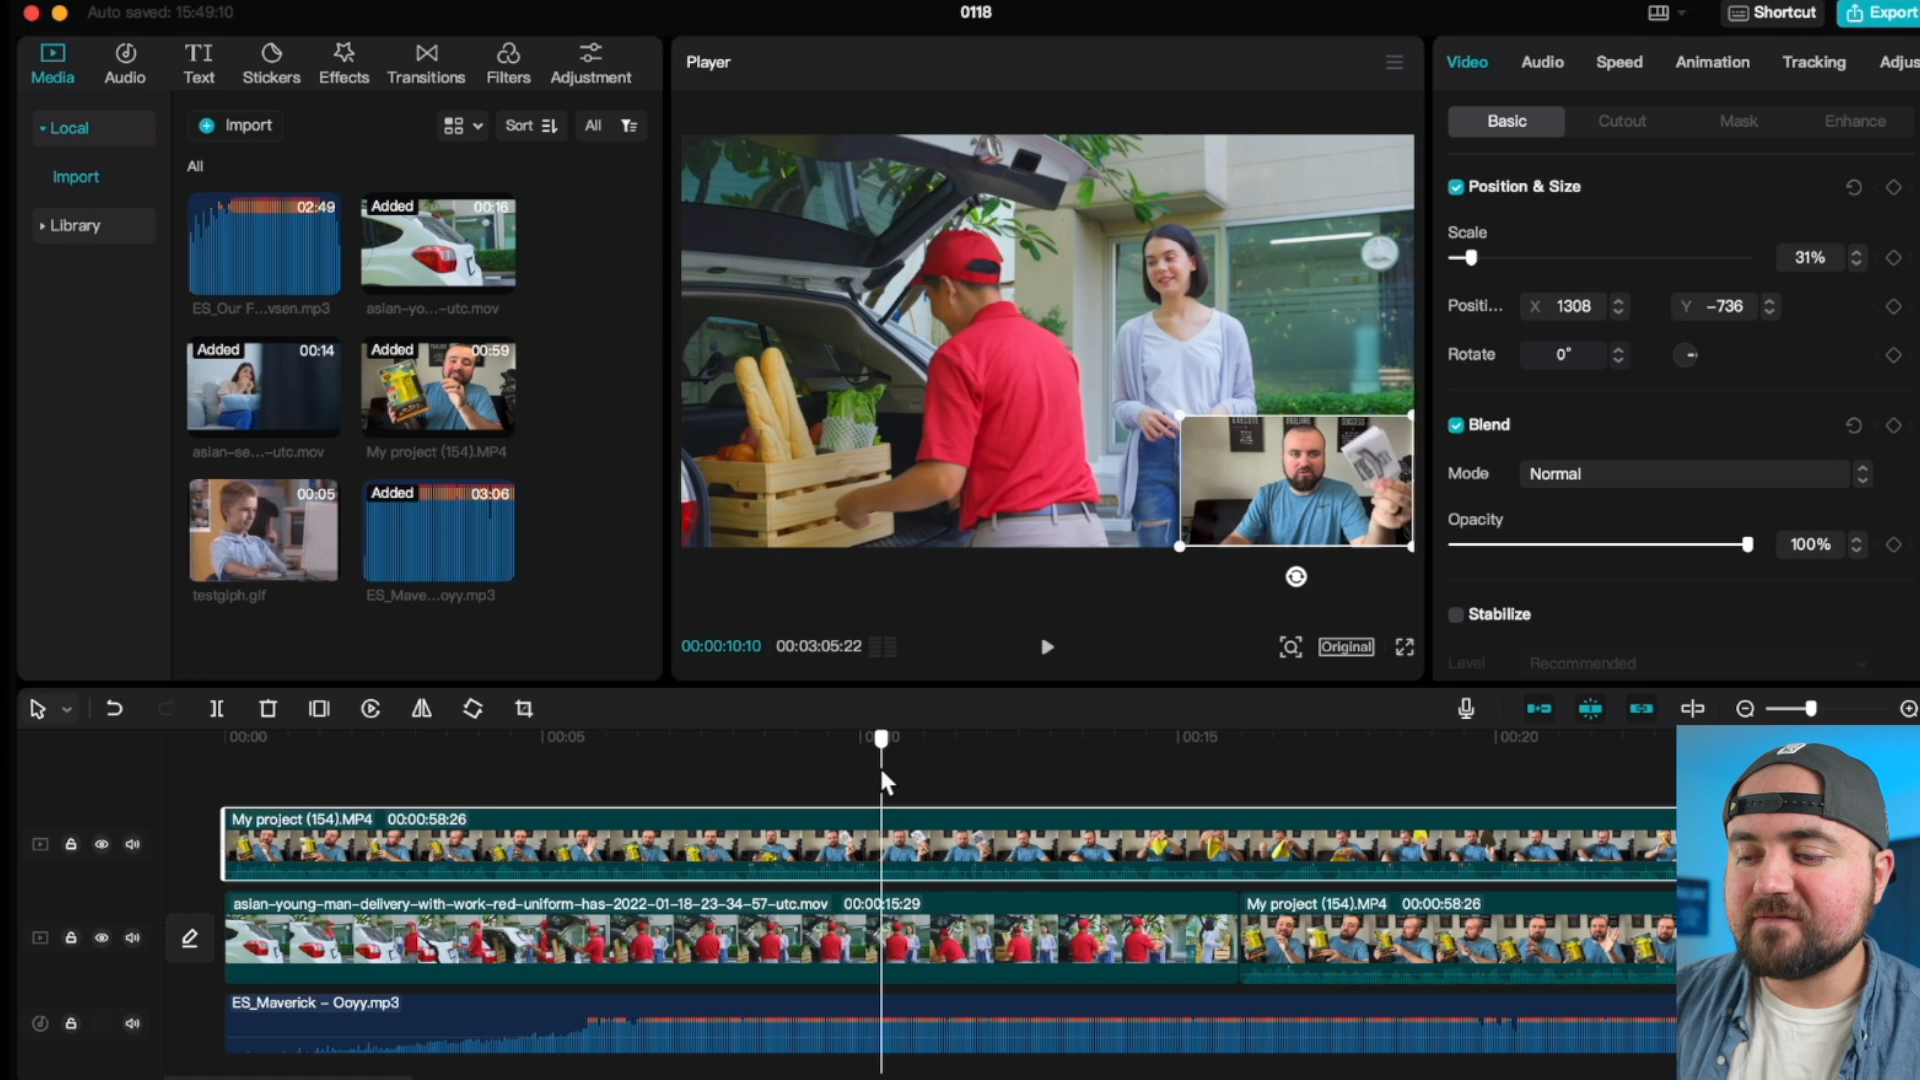 Auto saved: 15:49:10
0118
Shortcut
Export
Media
Audio
Text
Stickers
Effects
Transitions
Filters
Adjustment
Local
Import
Library
Import
Sort
All
All
02:49
ES_Our F...vsen.mp3
Added
00:16
asian-yo...-utc.mov
Added
00:14
asian-se...-utc.mov
Added
00:59
My project (154).MP4
00:05
testgiph.gif
Added
03:06
ES_Mave...oyy.mp3
Player
EXECUTE
SUCCESS
00:00:10:10
00:03:05:22
Original
Video
Audio
Speed
Animation
Tracking
Adjus
Basic
Cutout
Mask
Enhance
Position & Size
Scale
31%
Positi...
X 1308
Y -736
Rotate
0°
Blend
Mode
Normal
Opacity
100%
Stabilize
Level
Recommended
00:00
00:05
00:15
00:20
My project (154).MP4 00:00:58:26
asian-young-man-delivery-with-work-red-uniform-has-2022-01-18-23-34-57-utc.mov 00:00:15:29
My project (154).MP4 00:00:58:26
ES_Maverick - Ooyy.mp3